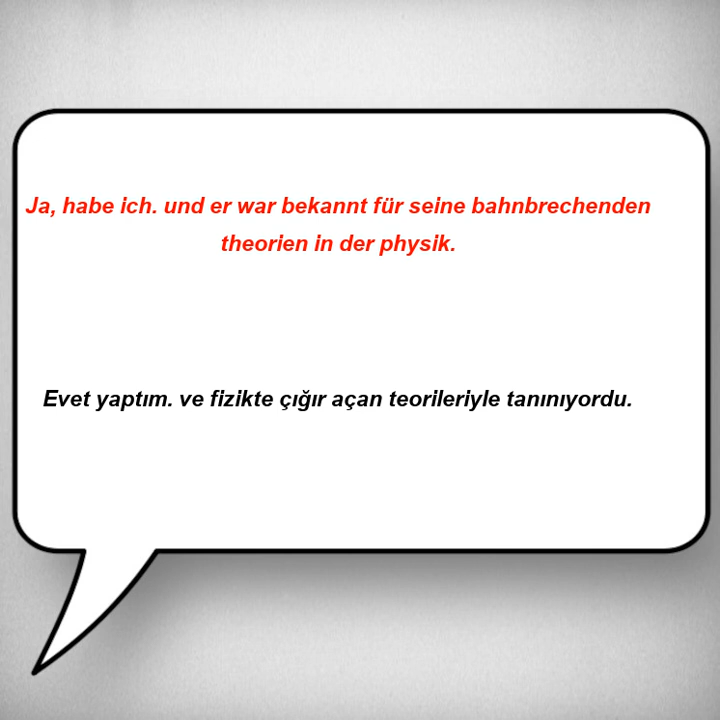 Ja, habe ich. und er war bekannt für seine bahnbrechenden
theorien in der physik.
Evet yaptım. ve fizikte çığır açan teorileriyle tanınıyordu.